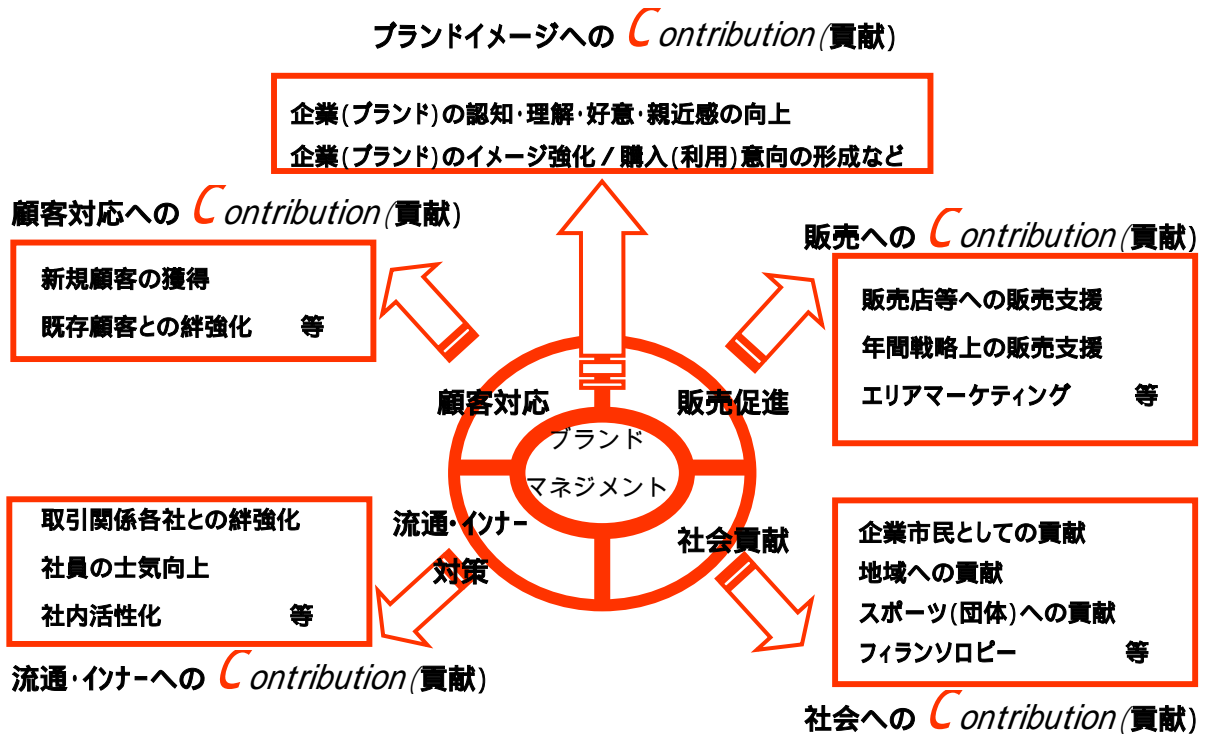 ブランドイメージへの Contribution(貢献)
企業(ブランド)の認知･理解･好意･親近感の向上
企業(ブランド)のイメージ強化 / 購入(利用)意向の形成など
顧客対応への Contribution(貢献)
新規顧客の獲得
既存顧客との絆強化 等
販売への Contribution(貢献)
販売店等への販売支援
年間戦略上の販売支援
エリアマーケティング 等
顧客対応
販売促進
ブランド
マネジメント
流通･インナー
対策
社会貢献
取引関係各社との絆強化
社員の士気向上
社内活性化 等
流通･インナーへの Contribution(貢献)
企業市民としての貢献
地域への貢献
スポーツ(団体)への貢献
フィランソロピー 等
社会への Contribution(貢献)